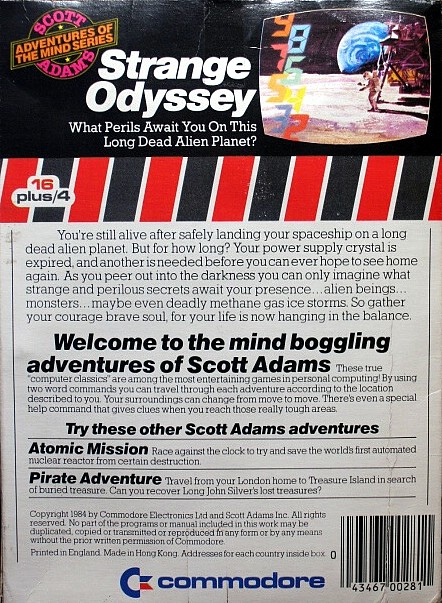 SCOTT
ADVENTURES OF
THE MIND SERIES
ADAMS
Strange
Odyssey
What Perils Await You On This
Long Dead Alien Planet?
16
plus/4
You're still alive after safely landing your spaceship on a long
dead alien planet. But for how long? Your power supply crystal is
expired, and another is needed before you can ever hope to see home
again. As you peer out into the darkness you can only imagine what
strange and perilous secrets await your presence...alien beings...
monsters...maybe even deadly methane gas ice storms. So gather
your courage brave soul, for your life is now hanging in the balance.
Welcome to the mind boggling
adventures of Scott Adams These true
"computer classics" are among the most entertaining games in personal computing! By using
two word commands you can travel through each adventure according to the location
described to you. Your surroundings can change from move to move. There's even a special
help command that gives clues when you reach those really tough areas.
Try these other Scott Adams adventures
Atomic Mission Race against the clock to try and save the world's first automated
nuclear reactor from certain destruction.
Pirate Adventure Travel from your London home to Treasure Island in search
of buried treasure. Can you recover Long John Silver's lost treasures?
Copyright 1984 by Commodore Electronics Ltd and Scott Adams Inc. All rights
reserved. No part of the programs or manual included in this work may be
duplicated, copied or transmitted or reproduced in any form or by any means
without the prior written permission of Commodore.
Printed in England. Made in Hong Kong. Addresses for each country inside box
0 43467 00281
commodore